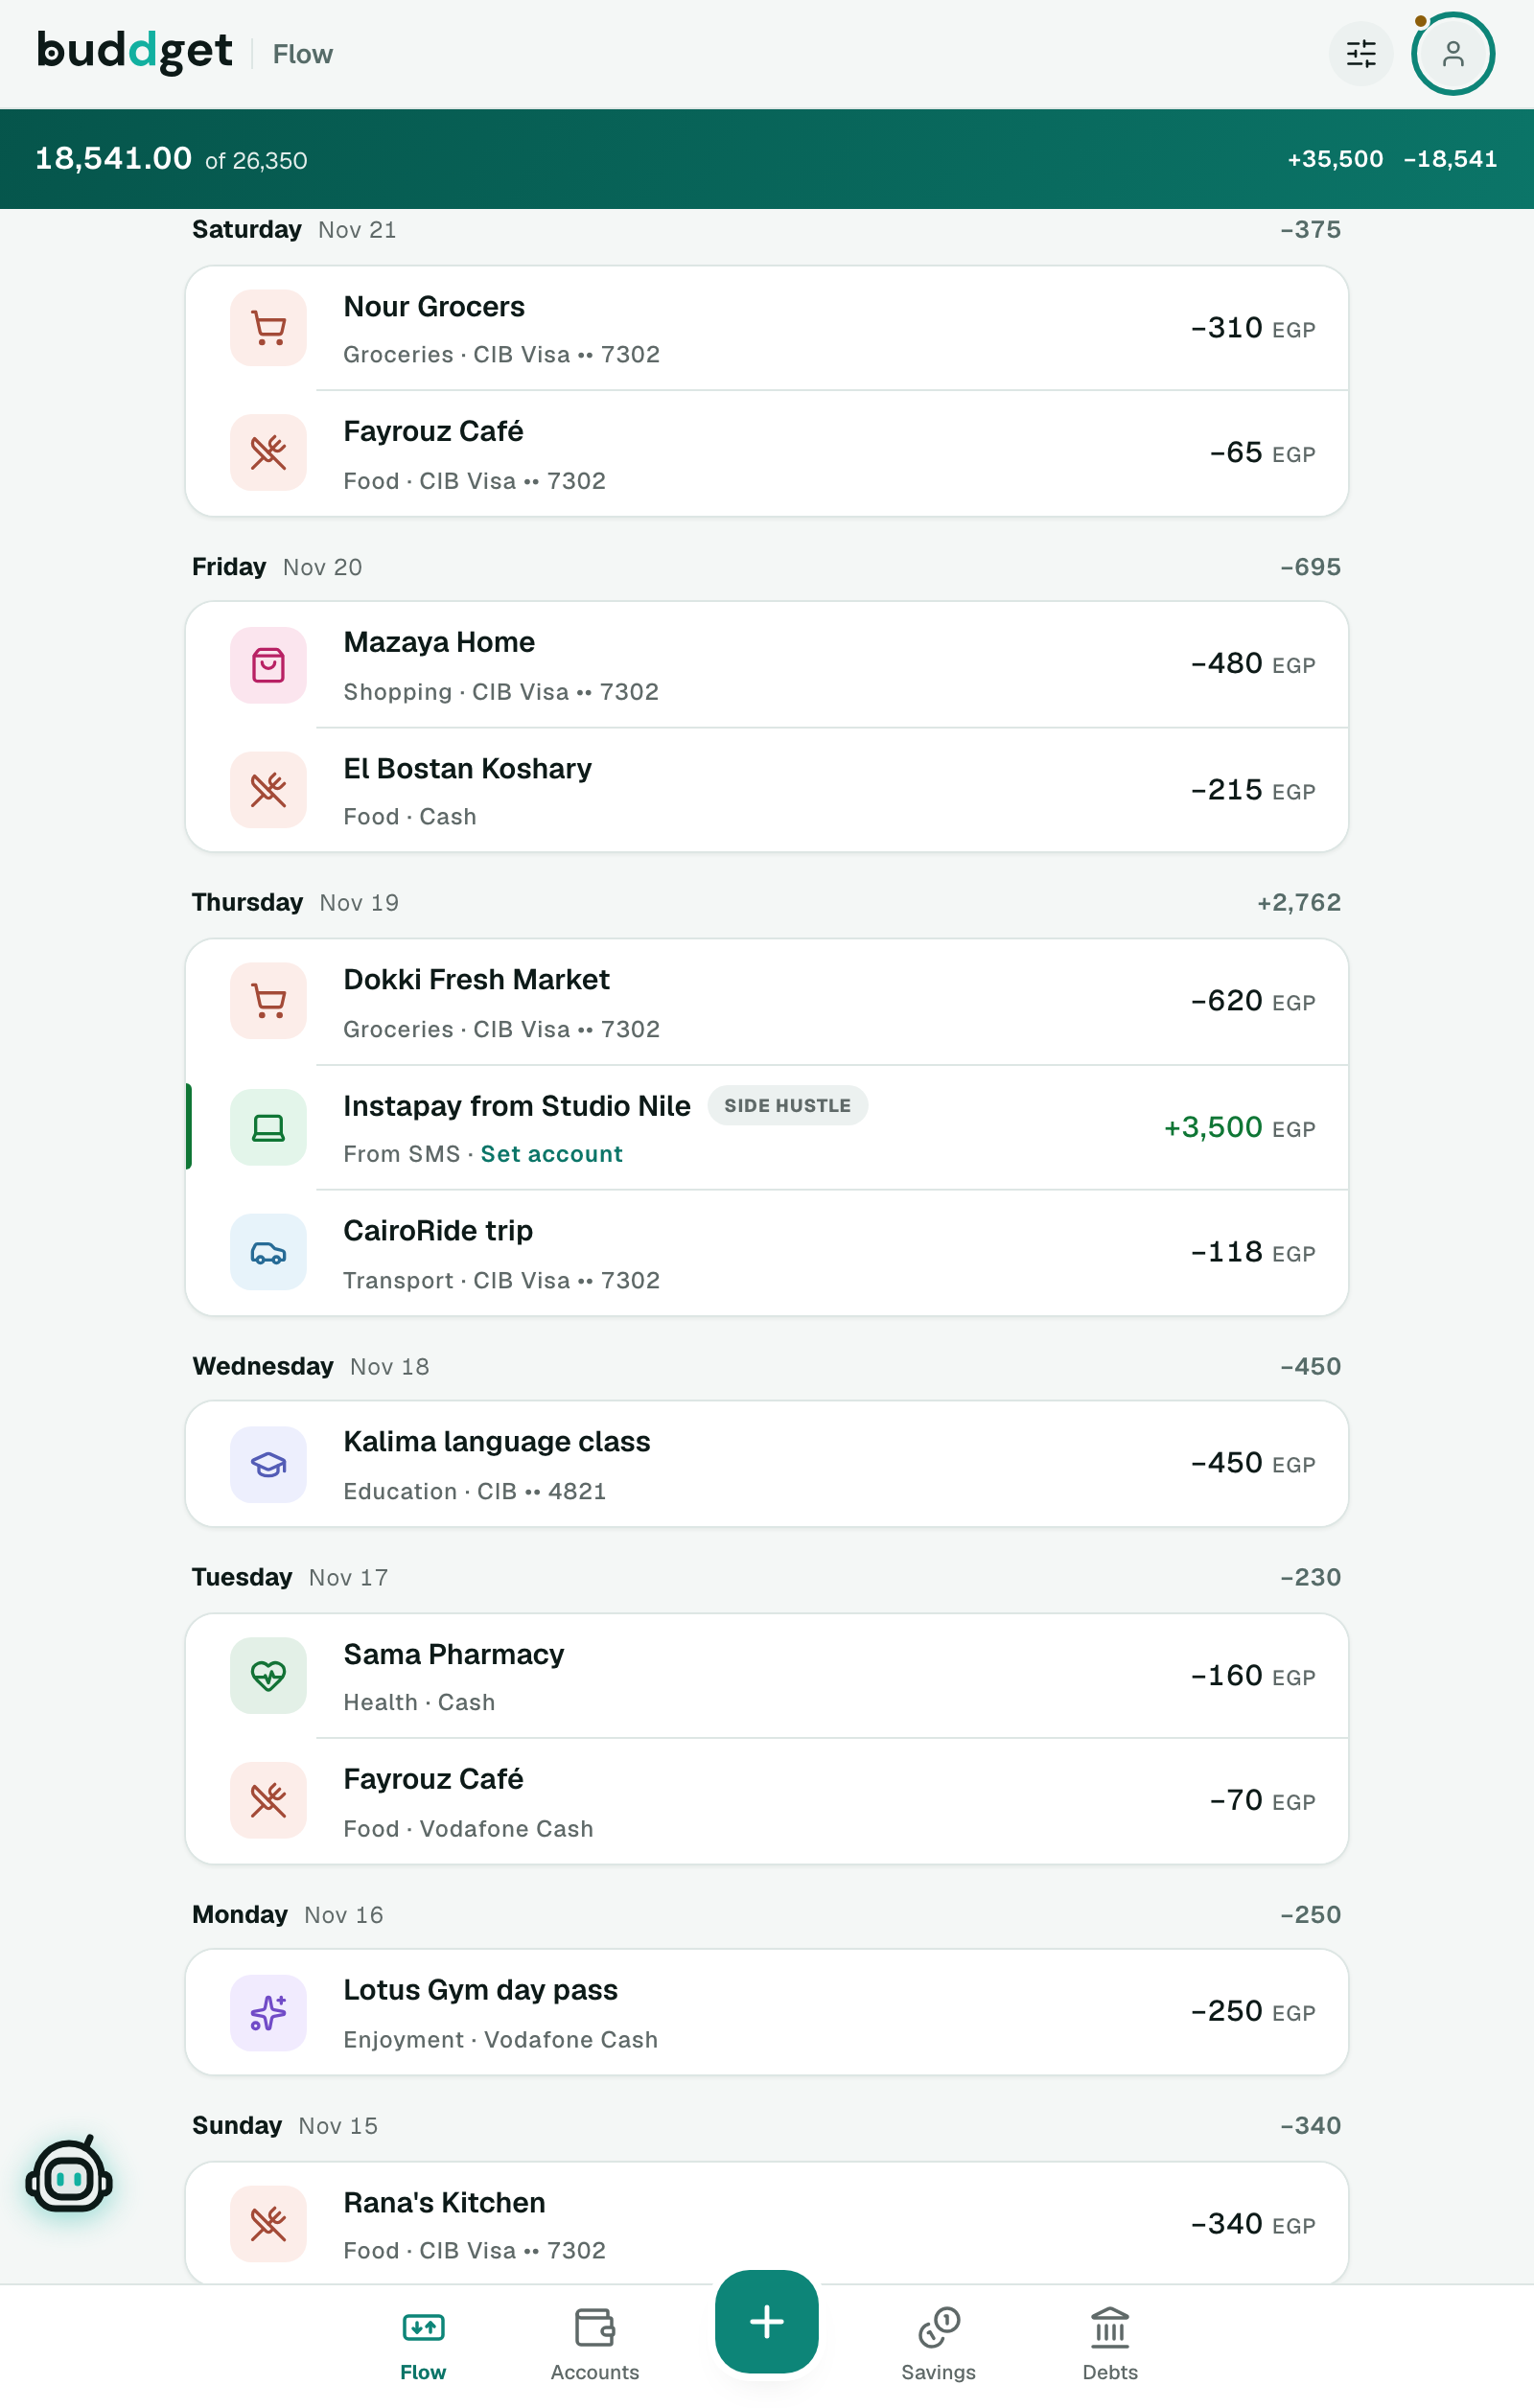 buddget Flow
18,541.00 of 26,350 +35,500 −18,541
Saturday Nov 21 −375
Nour Grocers
−310 EGP
Groceries · CIB Visa •• 7302
Fayrouz Café
−65 EGP
Food · CIB Visa •• 7302
Friday Nov 20 −695
Mazaya Home
−480 EGP
Shopping · CIB Visa •• 7302
El Bostan Koshary
−215 EGP
Food · Cash
Thursday Nov 19 +2,762
Dokki Fresh Market
−620 EGP
Groceries · CIB Visa •• 7302
Instapay from Studio Nile SIDE HUSTLE
+3,500 EGP
From SMS · Set account
CairoRide trip
−118 EGP
Transport · CIB Visa •• 7302
Wednesday Nov 18 −450
Kalima language class
−450 EGP
Education · CIB •• 4821
Tuesday Nov 17 −230
Sama Pharmacy
−160 EGP
Health · Cash
Fayrouz Café
−70 EGP
Food · Vodafone Cash
Monday Nov 16 −250
Lotus Gym day pass
−250 EGP
Enjoyment · Vodafone Cash
Sunday Nov 15 −340
Rana's Kitchen
−340 EGP
Food · CIB Visa •• 7302
Flow Accounts Savings Debts